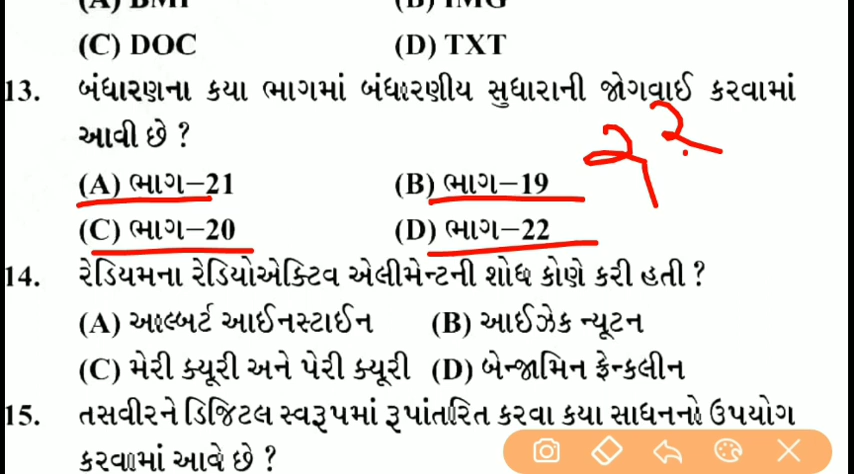 (A) BMP (B) IMG
(C) DOC (D) TXT
13. બંધારણના કયા ભાગમાં બંધારણીય સુધારાની જોગવાઈ કરવામાં
આવી છે ?
(A) ભાગ–21 (B) ભાગ–19
(C) ભાગ–20 (D) ભાગ–22
14. રેડિયમના રેડિયોએક્ટિવ એલીમેન્ટની શોધ કોણે કરી હતી ?
(A) આલ્બર્ટ આઈનસ્ટાઈન (B) આઈઝેક ન્યૂટન
(C) મેરી ક્યૂરી અને પેરી ક્યૂરી (D) બેન્જામિન ફ્રેન્કલીન
15. તસવીરને ડિજિટલ સ્વરૂપમાં રૂપાંતરિત કરવા કયા સાધનનો ઉપયોગ
કરવામાં આવે છે ?